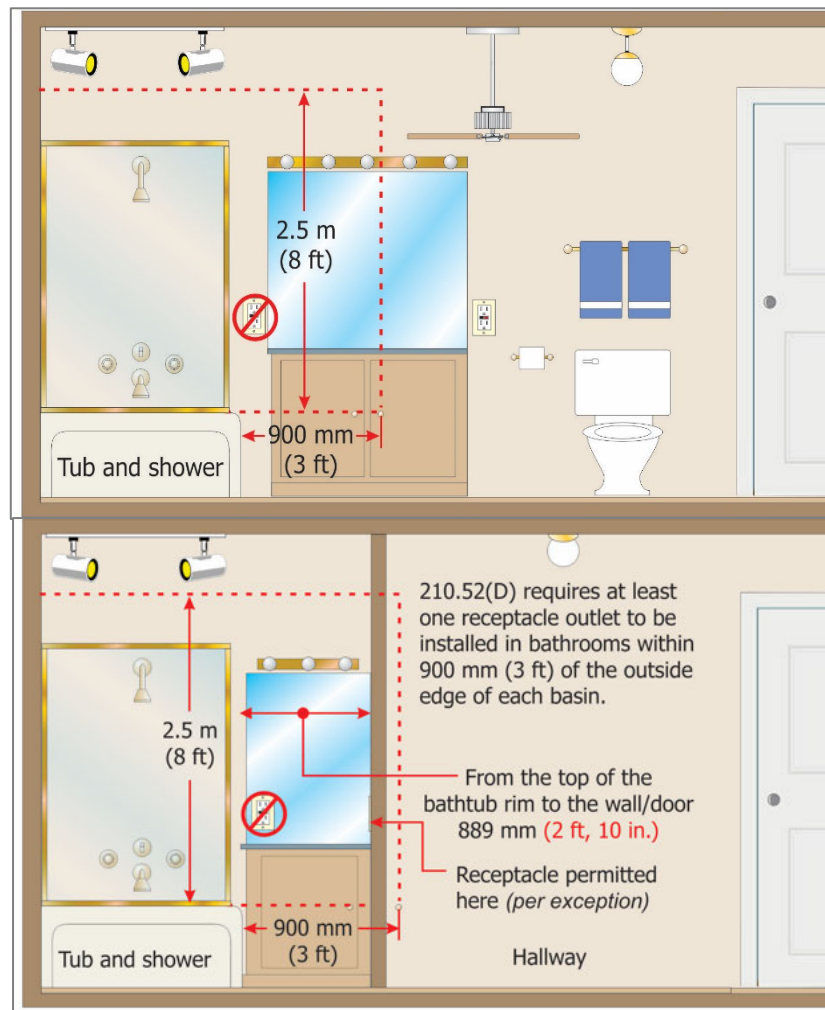 2.5 m
(8 ft)
900 mm
(3 ft)
Tub and shower
210.52(D) requires at least
one receptacle outlet to be
installed in bathrooms within
900 mm (3 ft) of the outside
edge of each basin.
2.5 m
(8 ft)
From the top of the
bathtub rim to the wall/door
889 mm (2 ft, 10 in.)
Receptacle permitted
here (per exception)
900 mm
(3 ft)
Tub and shower
Hallway